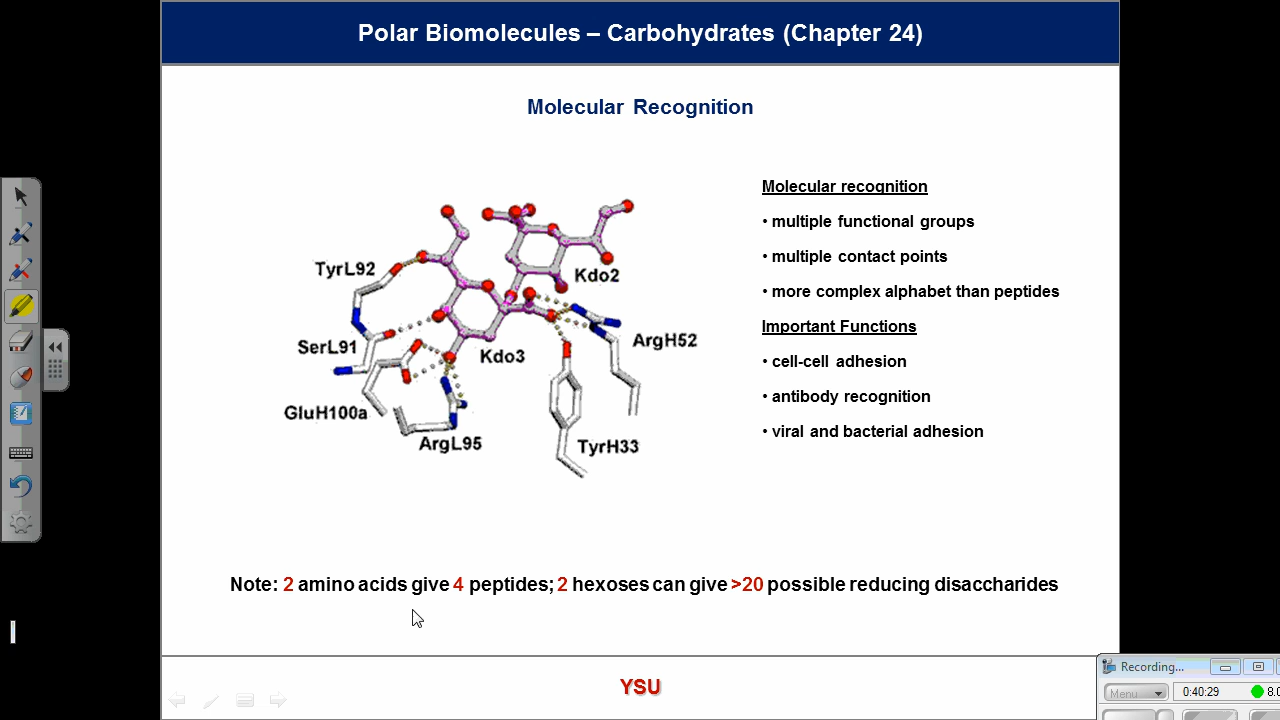 Polar Biomolecules – Carbohydrates (Chapter 24)
Molecular Recognition
Molecular recognition
• multiple functional groups
• multiple contact points
• more complex alphabet than peptides
Important Functions
• cell-cell adhesion
• antibody recognition
• viral and bacterial adhesion
TyrL92
Kdo2
SerL91
Kdo3
ArgH52
GluH100a
ArgL95
TyrH33
Note: 2 amino acids give 4 peptides; 2 hexoses can give >20 possible reducing disaccharides
YSU
Recording...
Menu
0:40:29
8.0